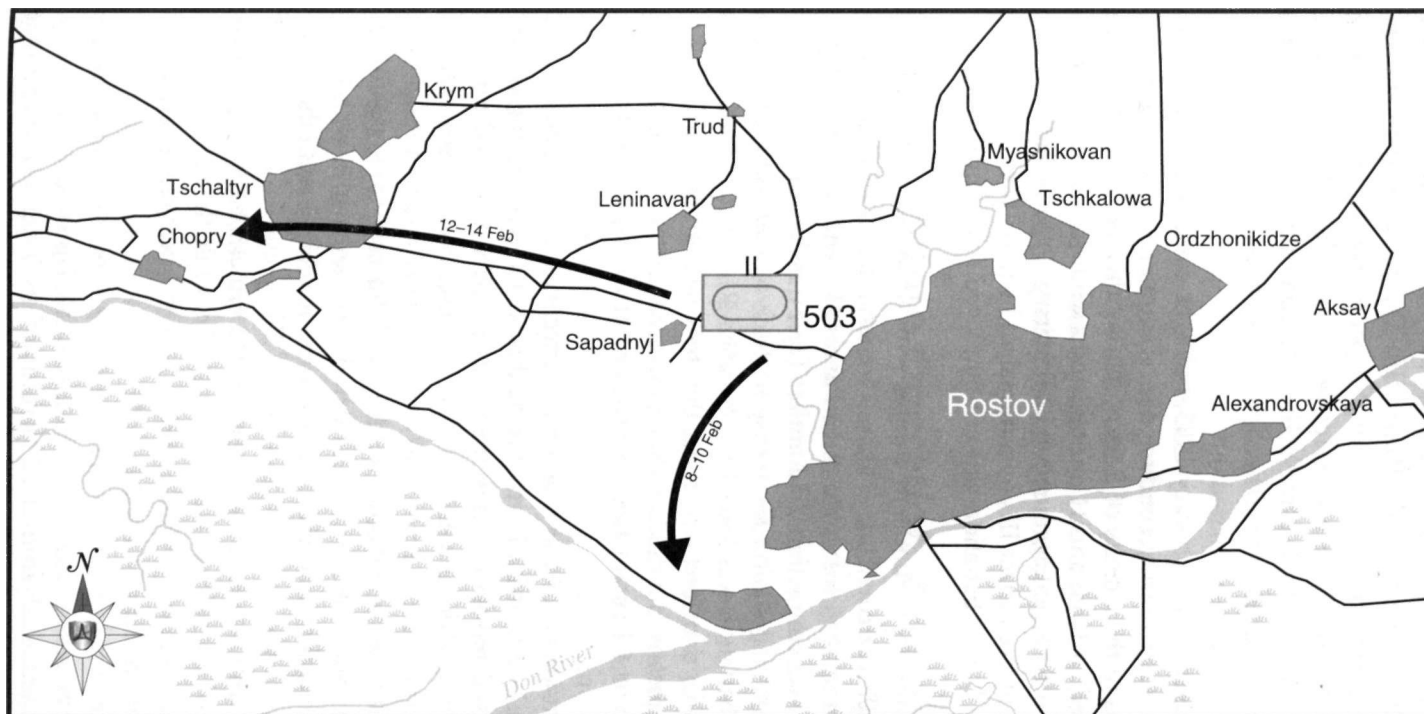 Krym
Trud
Myasnikovan
Tschaltyr
Leninavan
Tschkalowa
Chopry
12–14 Feb
Ordzhonikidze
II
503
Aksay
Sapadnyj
Rostov
Alexandrovskaya
8–10 Feb
N
Don River